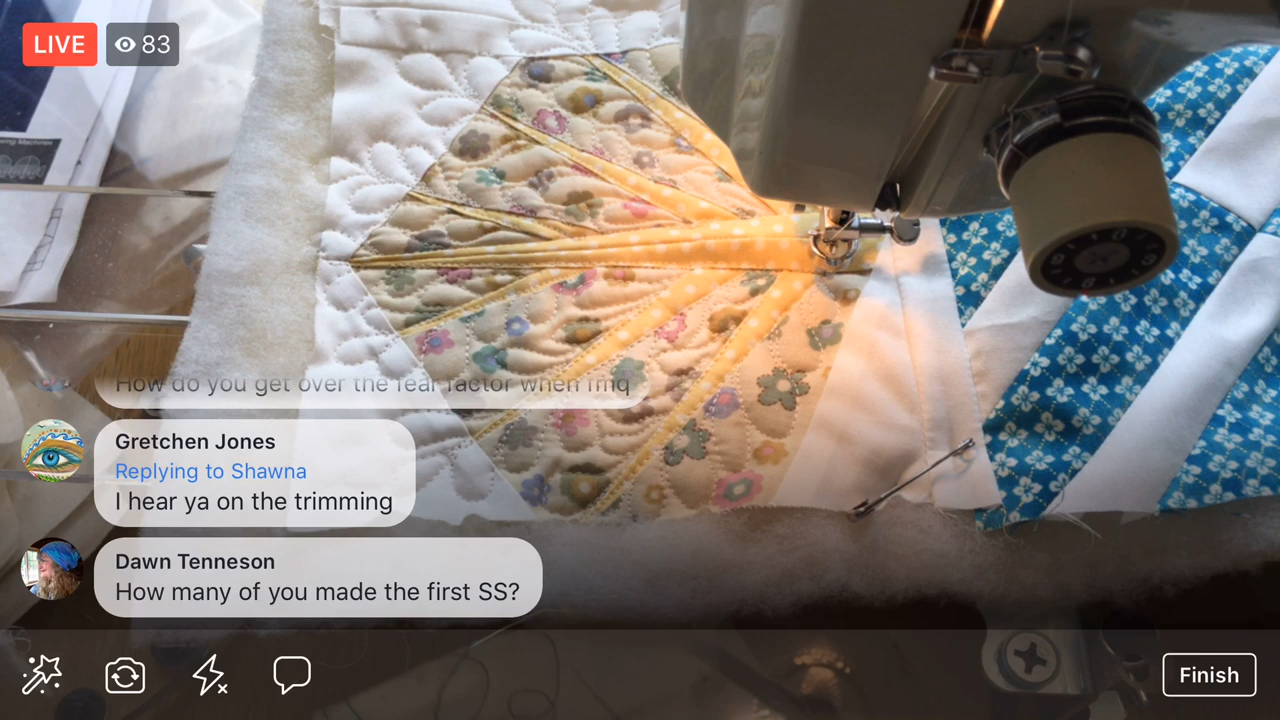 LIVE
83
How do you get over the fear factor when fmq
Gretchen Jones
Replying to Shawna
I hear ya on the trimming
Dawn Tenneson
How many of you made the first SS?
Finish